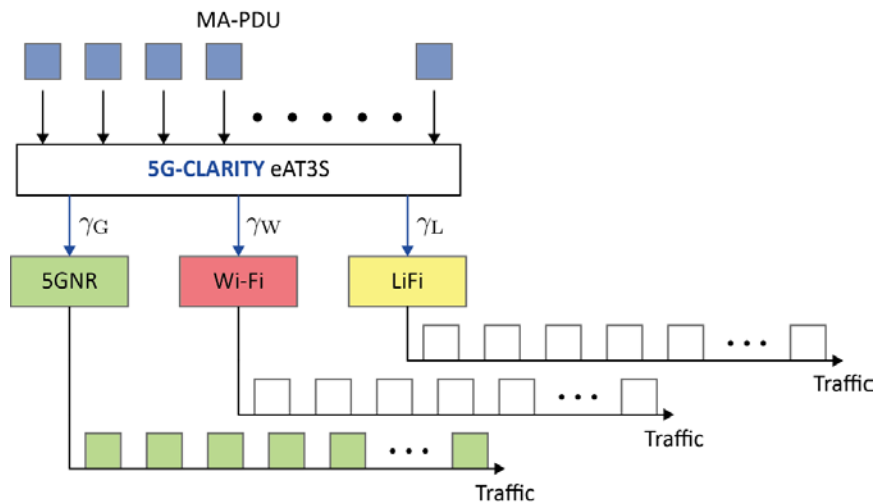 MA-PDU
5G-CLARITY eAT3S
γG
γW
γL
5GNR
Wi-Fi
LiFi
Traffic
Traffic
Traffic